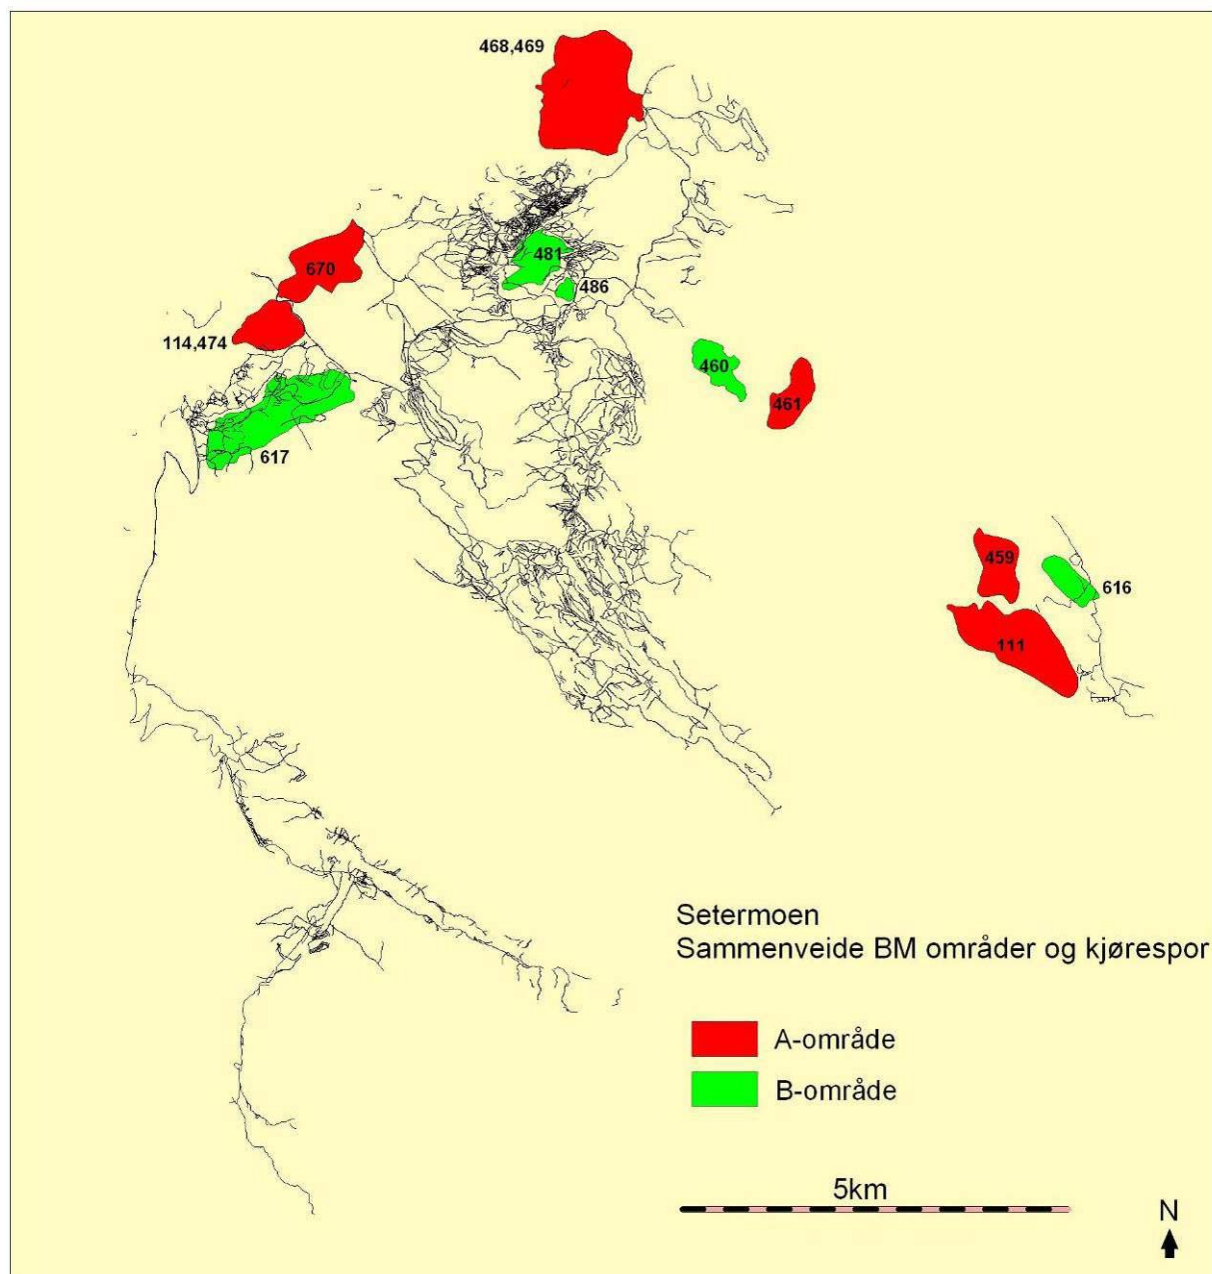 468,469
670
481
486
114,474
460
461
617
459
616
111
Setermoen
Sammenveide BM områder og kjørespor
A-område
B-område
5km
N